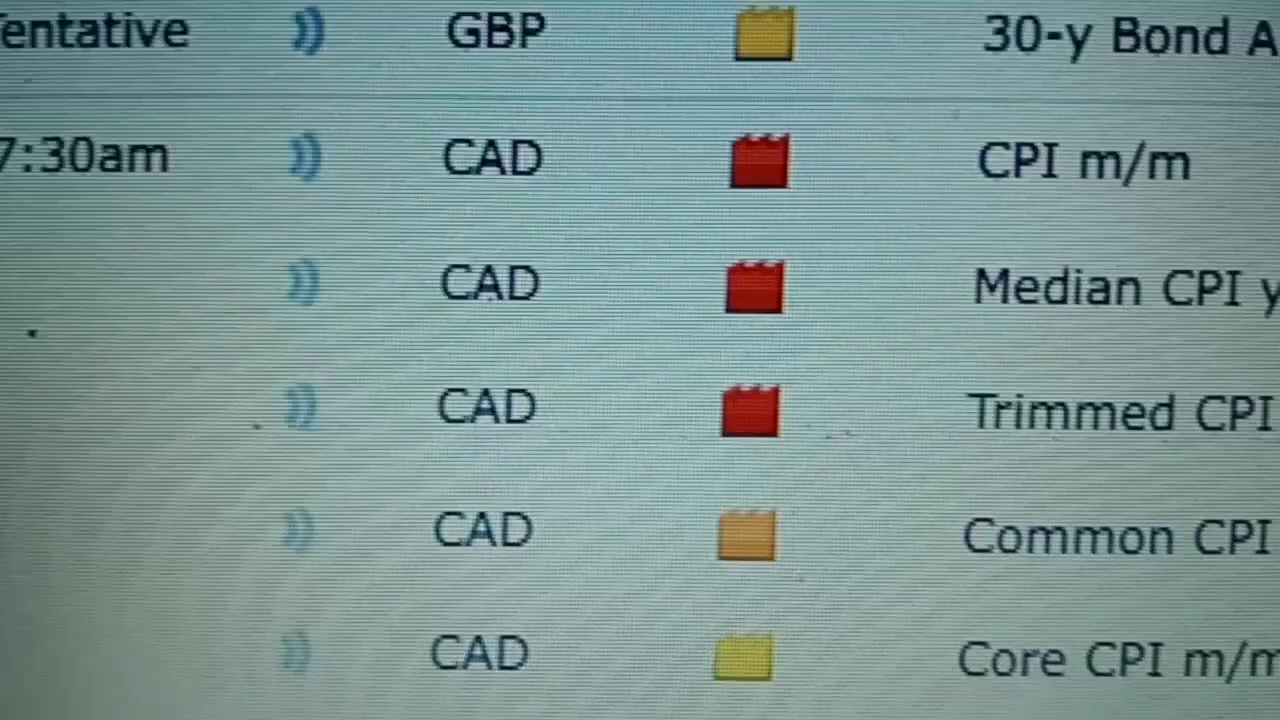 entative GBP 30-y Bond A
7:30am CAD CPI m/m
CAD Median CPI y
CAD Trimmed CPI
CAD Common CPI
CAD Core CPI m/m